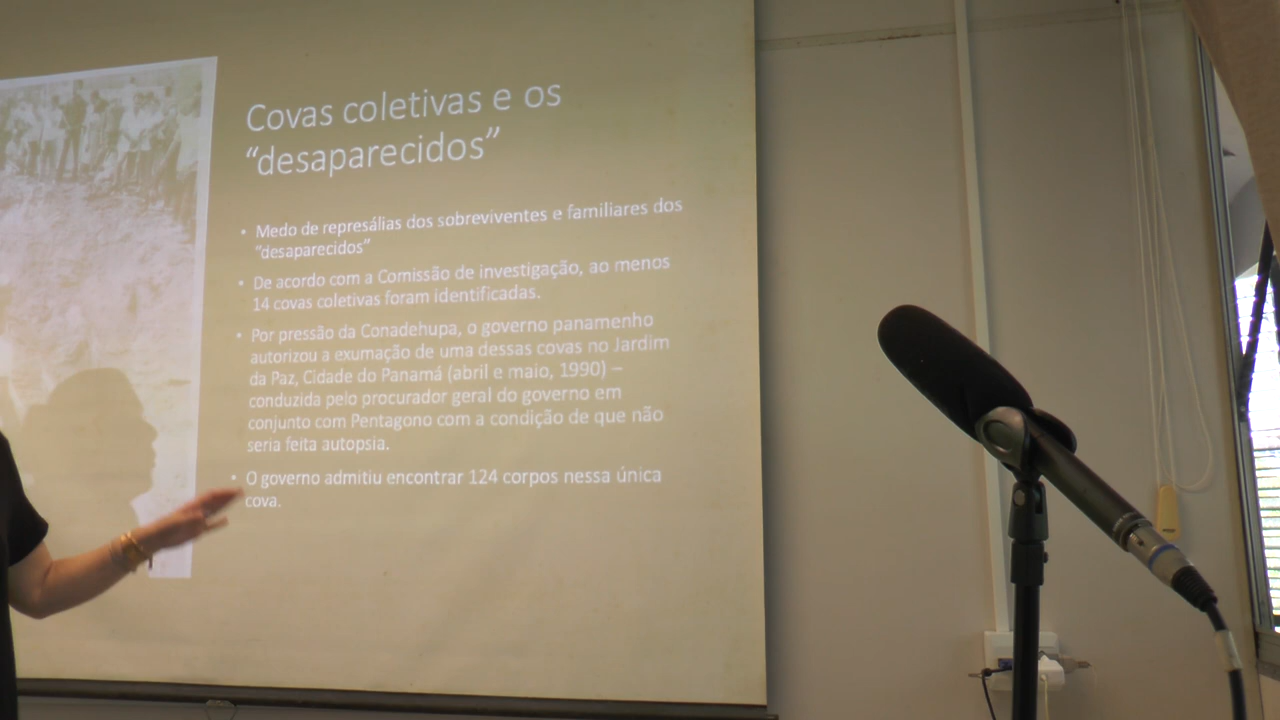 Covas coletivas e os
“desaparecidos”
• Medo de represálias dos sobreviventes e familiares dos
“desaparecidos”
• De acordo com a Comissão de investigação, ao menos
14 covas coletivas foram identificadas.
• Por pressão da Conadehupa, o governo panamenho
autorizou a exumação de uma dessas covas no Jardim
da Paz, Cidade do Panamá (abril e maio, 1990) –
conduzida pelo procurador geral do governo em
conjunto com Pentagono com a condição de que não
seria feita autopsia.
• O governo admitiu encontrar 124 corpos nessa única
cova.